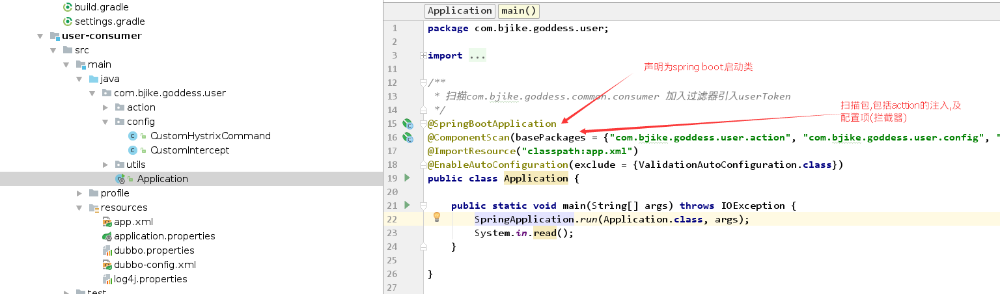 build.gradle
settings.gradle
user-consumer
src
main
java
com.bjike.goddess.user
action
config
CustomHystrixCommand
CustomIntercept
utils
Application
profile
resources
app.xml
application.properties
dubbo.properties
dubbo-config.xml
log4j.properties
test
Application main()
1 package com.bjike.goddess.user;
2
3 import ...
11
声明为spring boot启动类
12 /**
13 * 扫描com.bjike.goddess.common.consumer 加入过滤器引入userToken
14 */
扫描包,包括acttion的注入,及
配置项(拦截器)
15 @SpringBootApplication
16 @ComponentScan(basePackages = {"com.bjike.goddess.user.action", "com.bjike.goddess.user.config", "
17 @ImportResource("classpath:app.xml")
18 @EnableAutoConfiguration(exclude = {ValidationAutoConfiguration.class})
19 public class Application {
20
21 public static void main(String[] args) throws IOException {
22 SpringApplication.run(Application.class, args);
23 System.in.read();
24 }
25
26 }
27